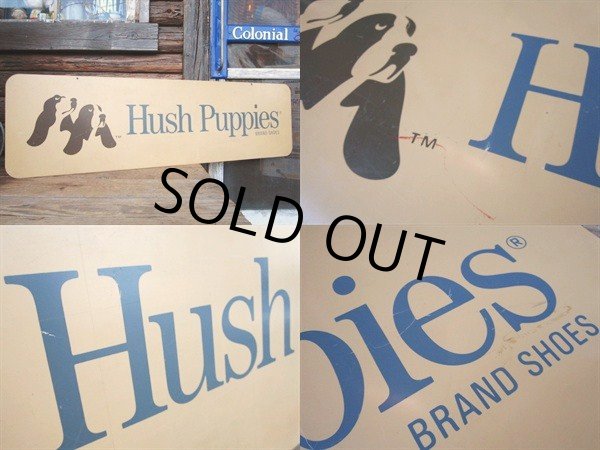 Colonial
Hush Puppies®
BRAND SHOES
TM
TM
H
SOLD OUT
Hush
pies®
BRAND SHOES